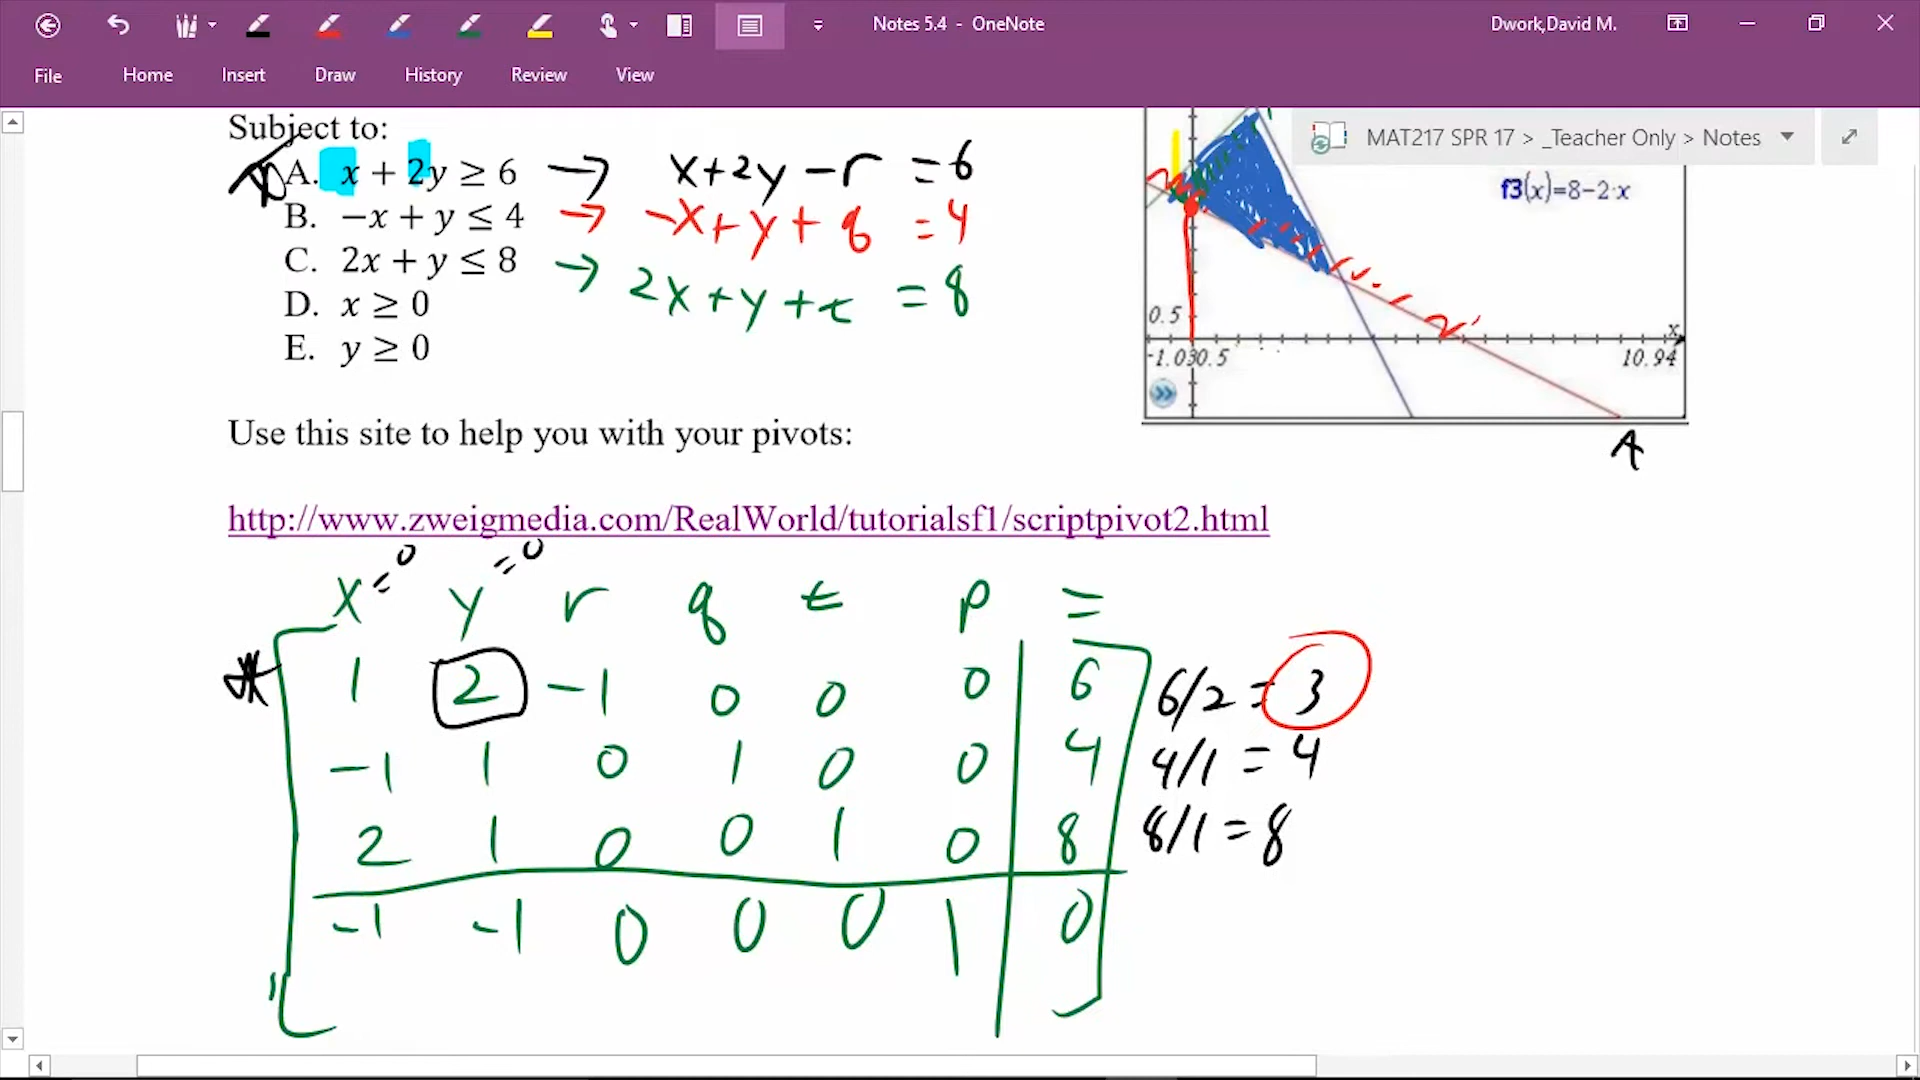 Notes 5.4 - OneNote
Dwork,David M.
File Home Insert Draw History Review View
MAT217 SPR 17 > _Teacher Only > Notes
Subject to:
A. x + 2y ≥ 6 → x+2y-r = 6
B. −x + y ≤ 4 → -x+y+q = 4
C. 2x + y ≤ 8 → 2x+y+t = 8
D. x ≥ 0
E. y ≥ 0
f3(x)=8-2·x
0.5
x
-1.03 0.5
10.94
A
Use this site to help you with your pivots:
http://www.zweigmedia.com/RealWorld/tutorialsf1/scriptpivot2.html
x=0 y=0 r q t p =
1 2 -1 0 0 0 6 6/2 = 3
-1 1 0 1 0 0 4 4/1 = 4
2 1 0 0 1 0 8 8/1 = 8
-1 -1 0 0 0 1 0